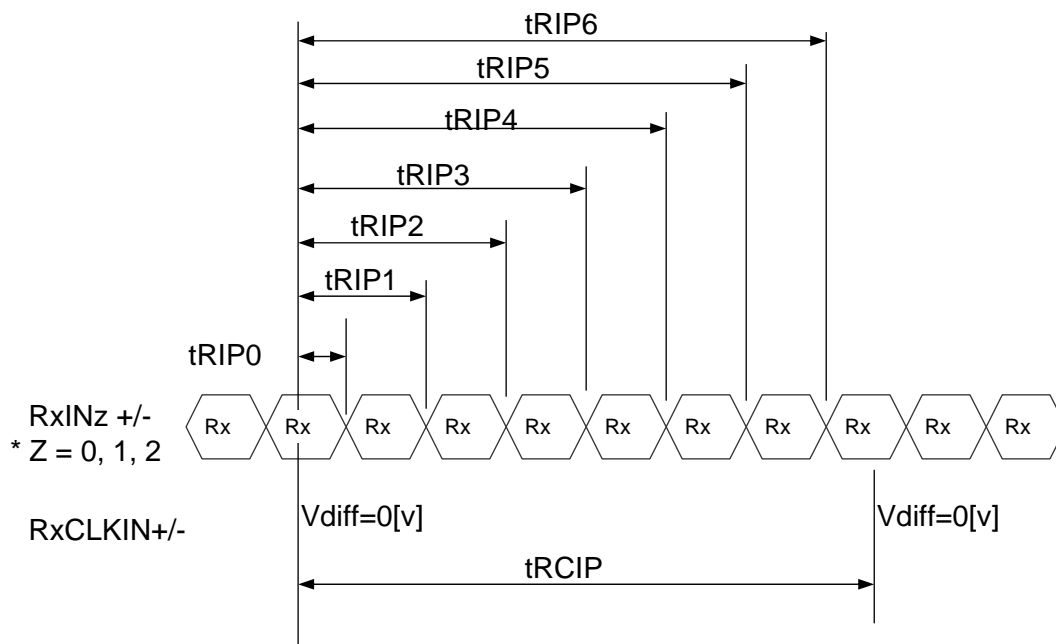 tRIP6
tRIP5
tRIP4
tRIP3
tRIP2
tRIP1
tRIP0
RxINz +/-
* Z = 0, 1, 2
Rx Rx Rx Rx Rx Rx Rx Rx Rx Rx Rx
Vdiff=0[v] Vdiff=0[v]
RxCLKIN+/-
tRCIP